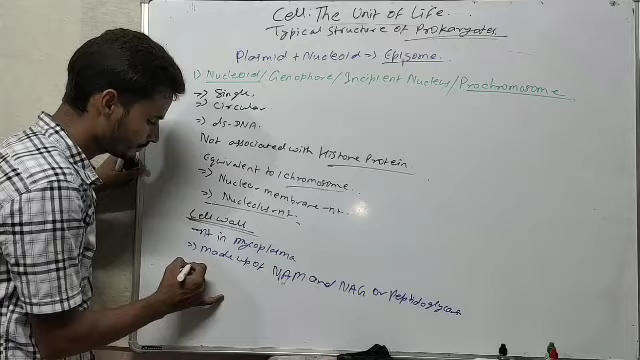 Cell: The Unit of Life.
Typical Structure of Prokaryotes
Plasmid + Nucleoid => Episome.
1) Nucleoid/Genophore/Incipient Nucleus/Prochromosome
=> Single.
=> Circular
=> ds-DNA.
Not associated with Histone Protein.
Equivalent to 1 chromosome
=> Nucleo-membrane-nt.
=> Nucleolus-nt.
Cell wall
-nt in mycoplasma
=> made up of NAM and NAG or Peptidoglycan